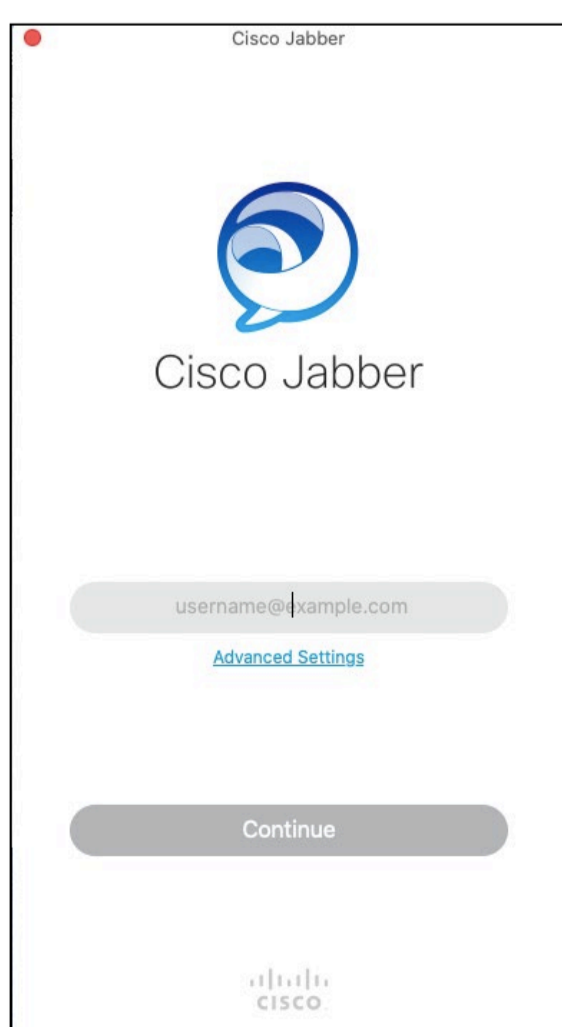 Cisco Jabber
Cisco Jabber
username@example.com
Advanced Settings
Continue
CISCO